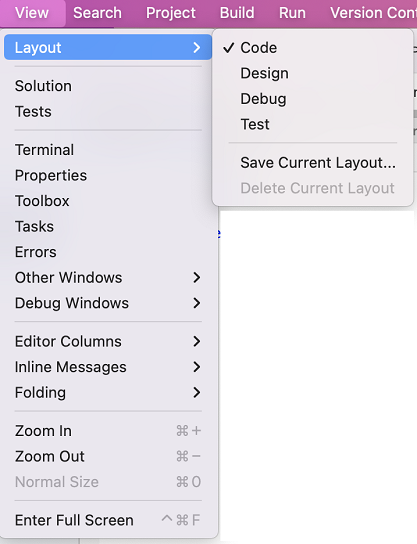 View Search Project Build Run Version Cont
Layout
Code
Design
Debug
Test
Save Current Layout...
Delete Current Layout
Solution
Tests
Terminal
Properties
Toolbox
Tasks
Errors
Other Windows
Debug Windows
Editor Columns
Inline Messages
Folding
Zoom In ⌘+
Zoom Out ⌘−
Normal Size ⌘0
Enter Full Screen ^⌘F